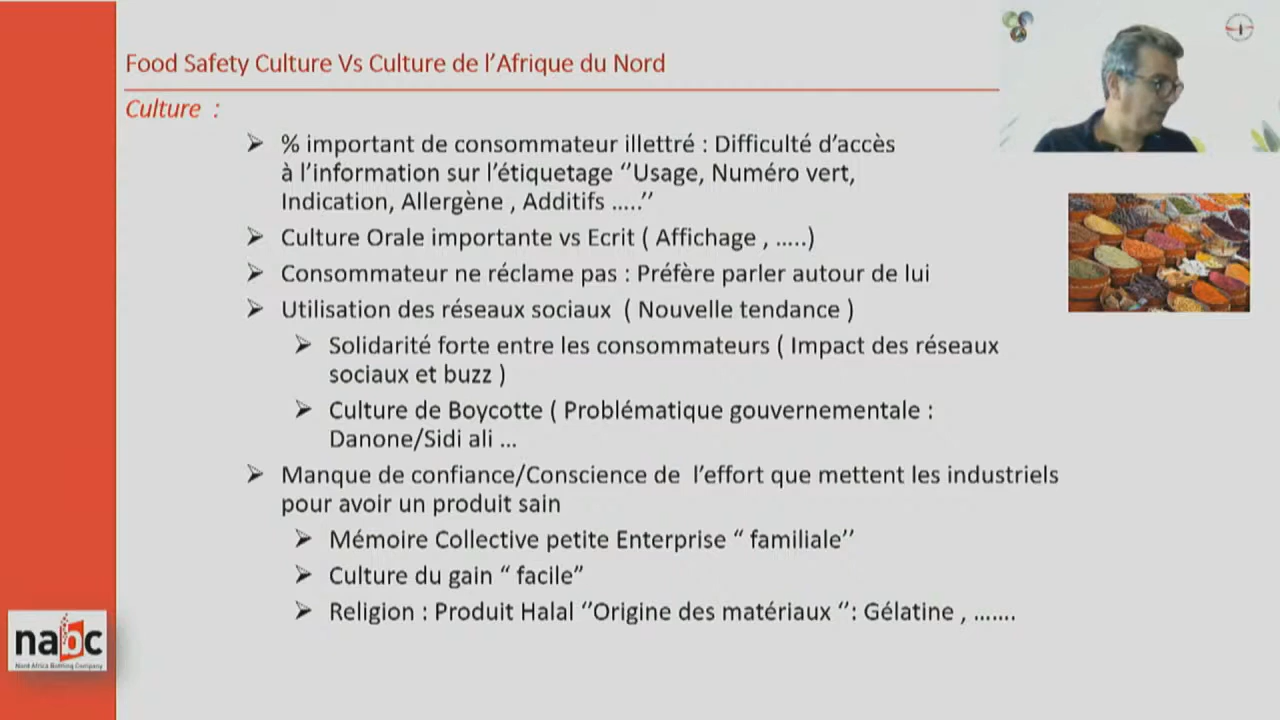 Food Safety Culture Vs Culture de l’Afrique du Nord
Culture :
➢ % important de consommateur illettré : Difficulté d’accès
à l’information sur l’étiquetage ‘’Usage, Numéro vert,
Indication, Allergène , Additifs …..’’
➢ Culture Orale importante vs Ecrit ( Affichage , …..)
➢ Consommateur ne réclame pas : Préfère parler autour de lui
➢ Utilisation des réseaux sociaux ( Nouvelle tendance )
➢ Solidarité forte entre les consommateurs ( Impact des réseaux
sociaux et buzz )
➢ Culture de Boycotte ( Problématique gouvernementale :
Danone/Sidi ali …
➢ Manque de confiance/Conscience de l’effort que mettent les industriels
pour avoir un produit sain
➢ Mémoire Collective petite Enterprise “ familiale’’
➢ Culture du gain “ facile”
➢ Religion : Produit Halal ‘’Origine des matériaux ‘’: Gélatine , …….
nabc
Nord Africa Bottling Company